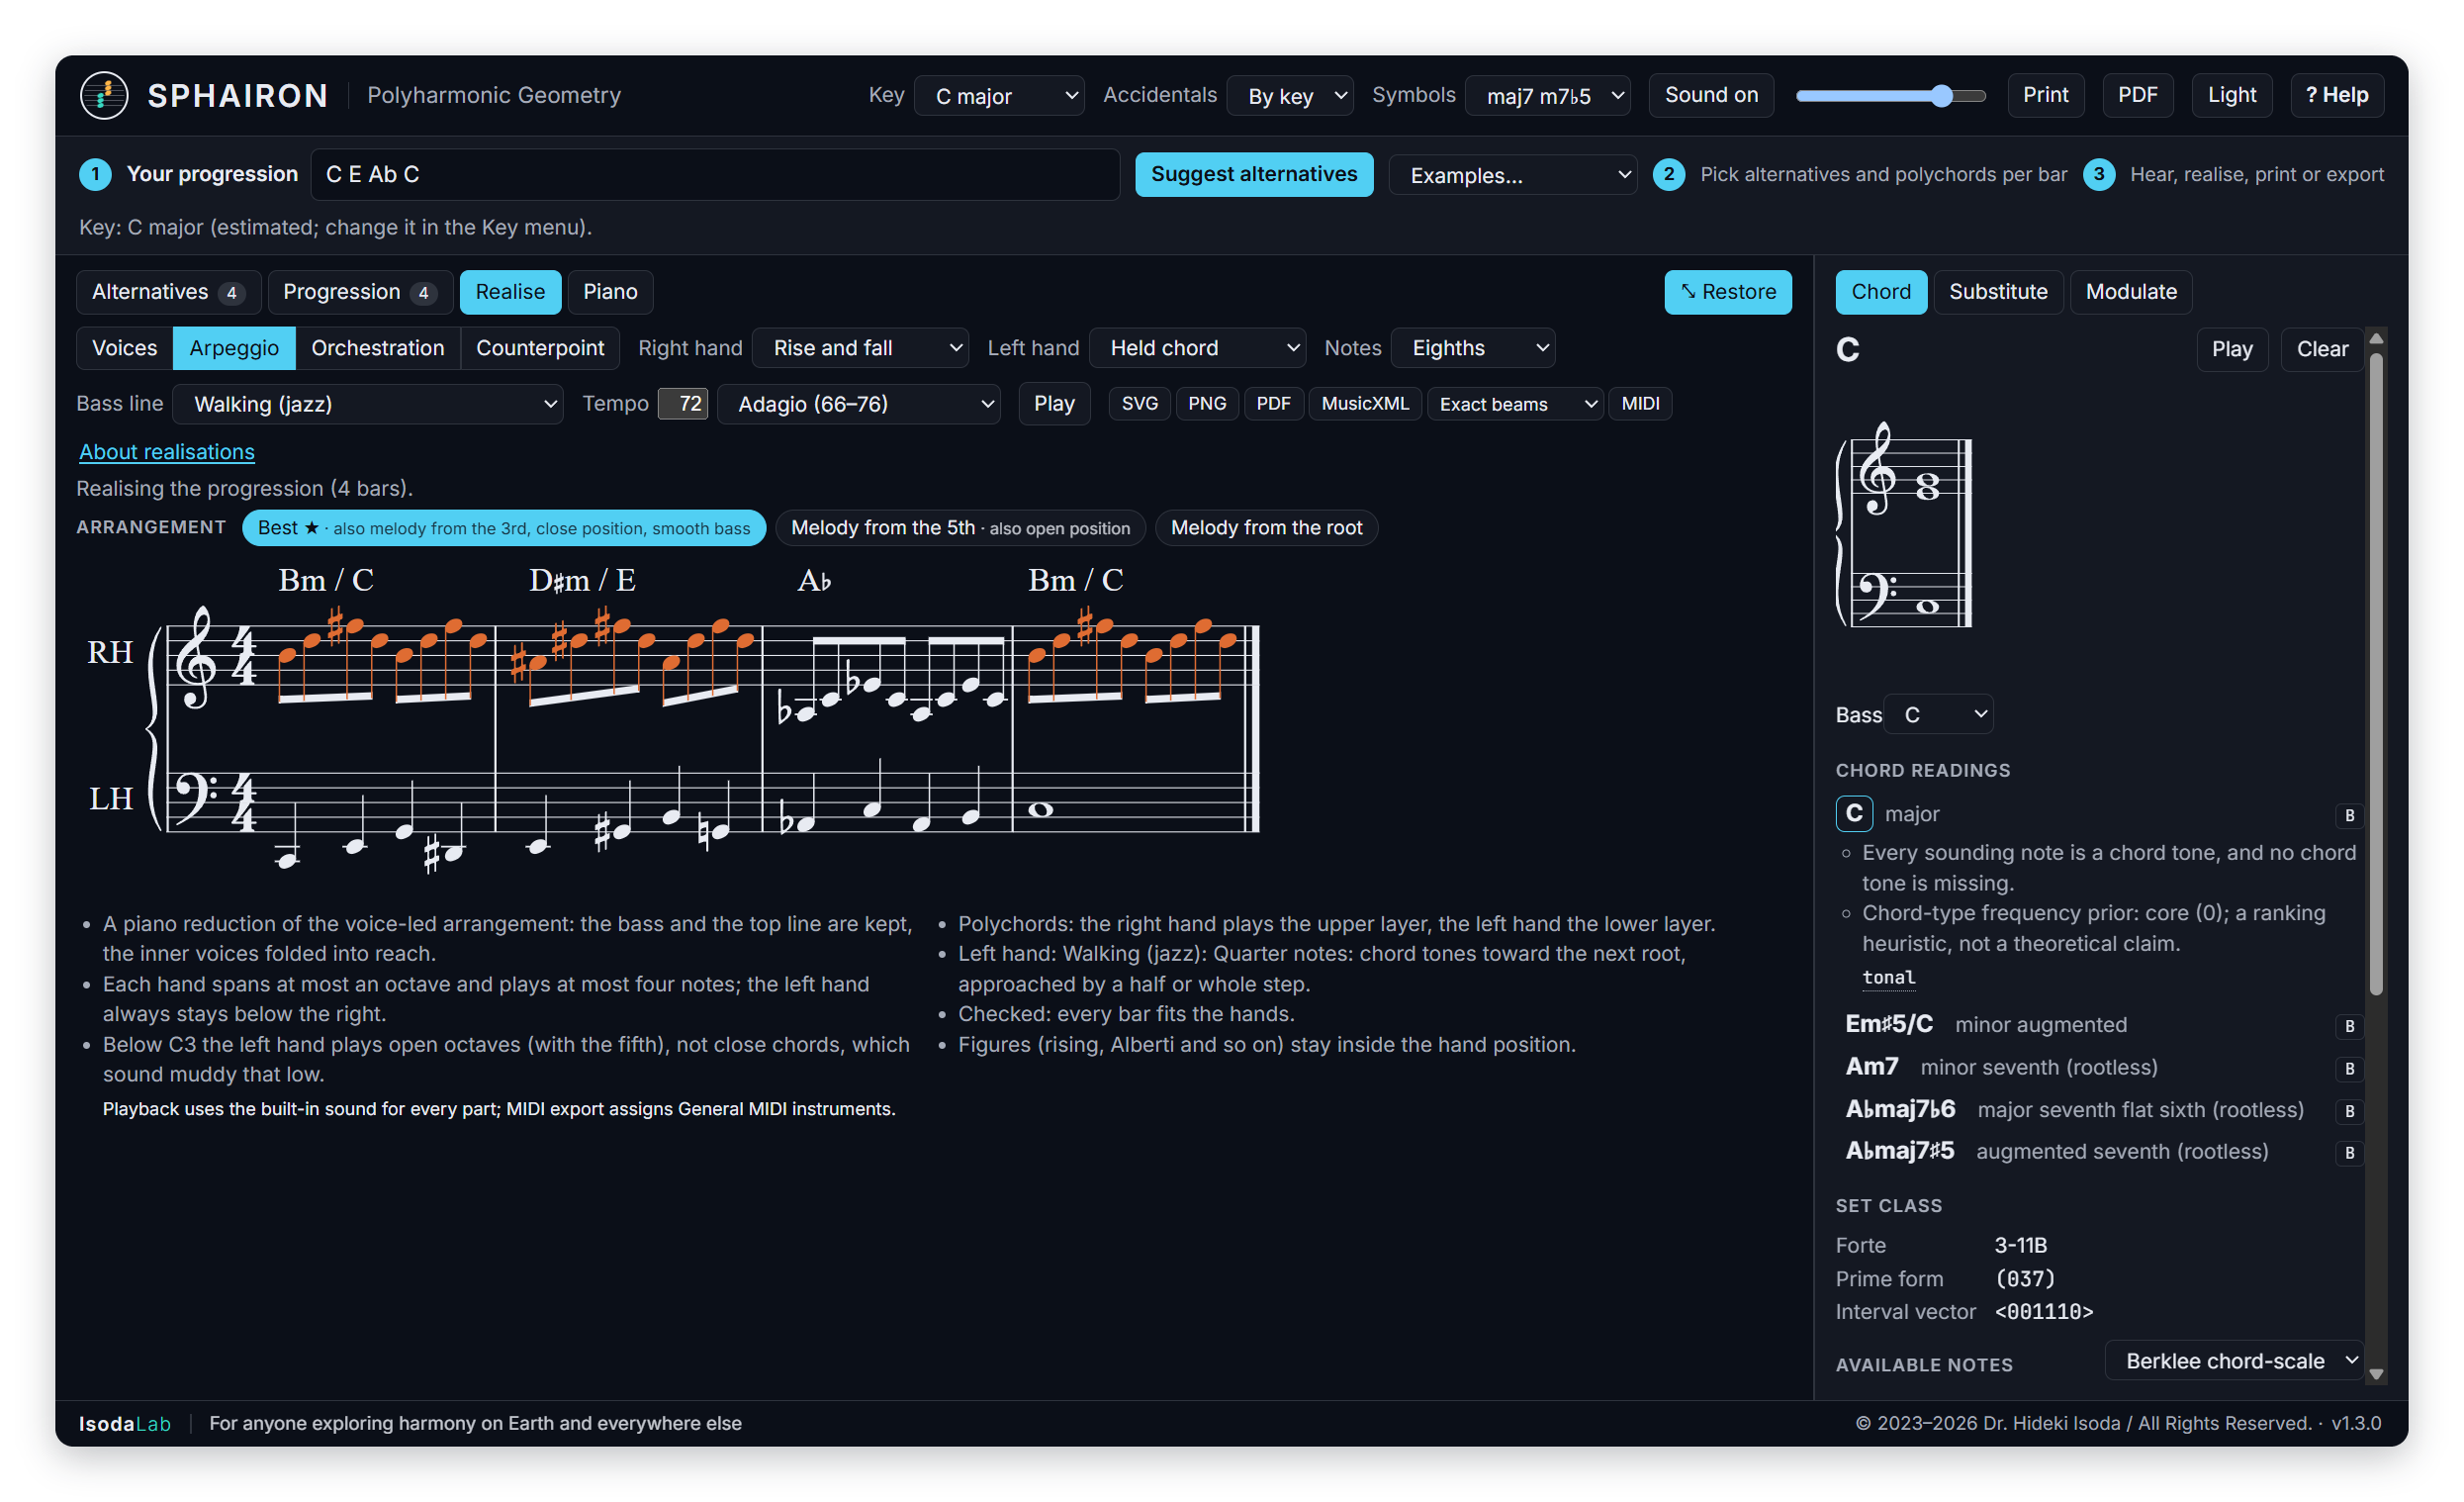 SPHAIRON Polyharmonic Geometry Key C major Accidentals By key Symbols maj7 m7♭5 Sound on Print PDF Light ? Help
1 Your progression C E Ab C Suggest alternatives Examples... 2 Pick alternatives and polychords per bar 3 Hear, realise, print or export
Key: C major (estimated; change it in the Key menu).
Alternatives 4 Progression 4 Realise Piano ⤡ Restore
Voices Arpeggio Orchestration Counterpoint Right hand Rise and fall Left hand Held chord Notes Eighths
Bass line Walking (jazz) Tempo 72 Adagio (66–76) Play SVG PNG PDF MusicXML Exact beams MIDI
About realisations
Realising the progression (4 bars).
ARRANGEMENT Best ★ · also melody from the 3rd, close position, smooth bass Melody from the 5th · also open position Melody from the root
Bm / C D♯m / E A♭ Bm / C
RH 4 4
LH 4 4
A piano reduction of the voice-led arrangement: the bass and the top line are kept,
the inner voices folded into reach.
Each hand spans at most an octave and plays at most four notes; the left hand
always stays below the right.
Below C3 the left hand plays open octaves (with the fifth), not close chords, which
sound muddy that low.
Polychords: the right hand plays the upper layer, the left hand the lower layer.
Left hand: Walking (jazz): Quarter notes: chord tones toward the next root,
approached by a half or whole step.
Checked: every bar fits the hands.
Figures (rising, Alberti and so on) stay inside the hand position.
Playback uses the built-in sound for every part; MIDI export assigns General MIDI instruments.
Chord Substitute Modulate
C Play Clear
Bass C
CHORD READINGS
C major B
Every sounding note is a chord tone, and no chord
tone is missing.
Chord-type frequency prior: core (0); a ranking
heuristic, not a theoretical claim.
tonal
Em♯5/C minor augmented B
Am7 minor seventh (rootless) B
A♭maj7♭6 major seventh flat sixth (rootless) B
A♭maj7♯5 augmented seventh (rootless) B
SET CLASS
Forte 3-11B
Prime form (037)
Interval vector <001110>
AVAILABLE NOTES Berklee chord-scale
IsodaLab For anyone exploring harmony on Earth and everywhere else © 2023–2026 Dr. Hideki Isoda / All Rights Reserved. · v1.3.0